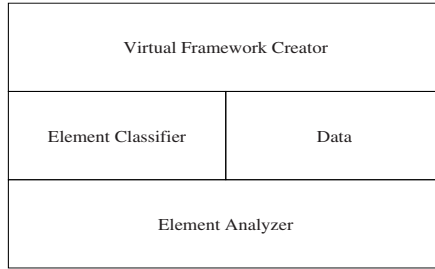 Virtual Framework Creator
Element Classifier
Data
Element Analyzer